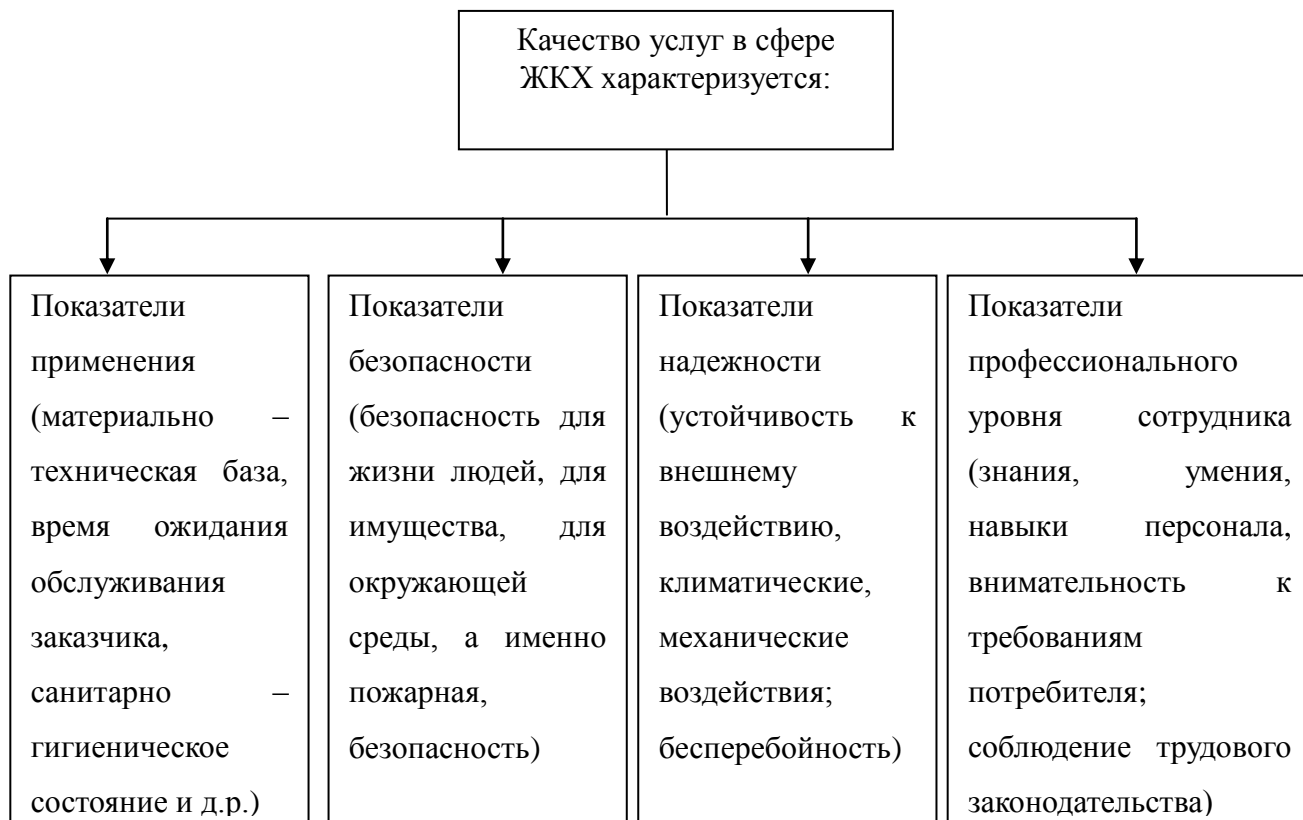 Качество услуг в сфере
ЖКХ характеризуется:
Показатели
применения
(материально –
техническая база,
время ожидания
обслуживания
заказчика,
санитарно –
гигиеническое
состояние и д.р.)
Показатели
безопасности
(безопасность для
жизни людей, для
имущества, для
окружающей
среды, а именно
пожарная,
безопасность)
Показатели
надежности
(устойчивость к
внешнему
воздействию,
климатические,
механические
воздействия;
бесперебойность)
Показатели
профессионального
уровня сотрудника
(знания, умения,
навыки персонала,
внимательность к
требованиям
потребителя;
соблюдение трудового
законодательства)